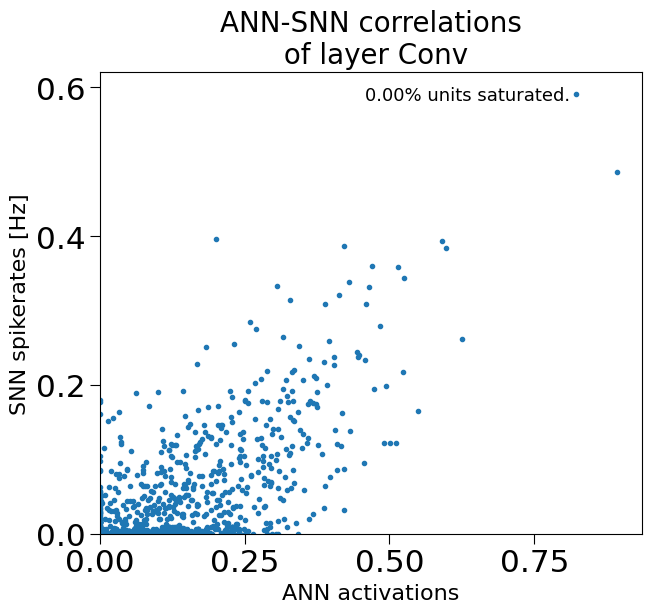 ANN-SNN correlations
of layer Conv
0.00% units saturated.
SNN spikerates [Hz]
0.6
0.4
0.2
0.0
0.00 0.25 0.50 0.75
ANN activations